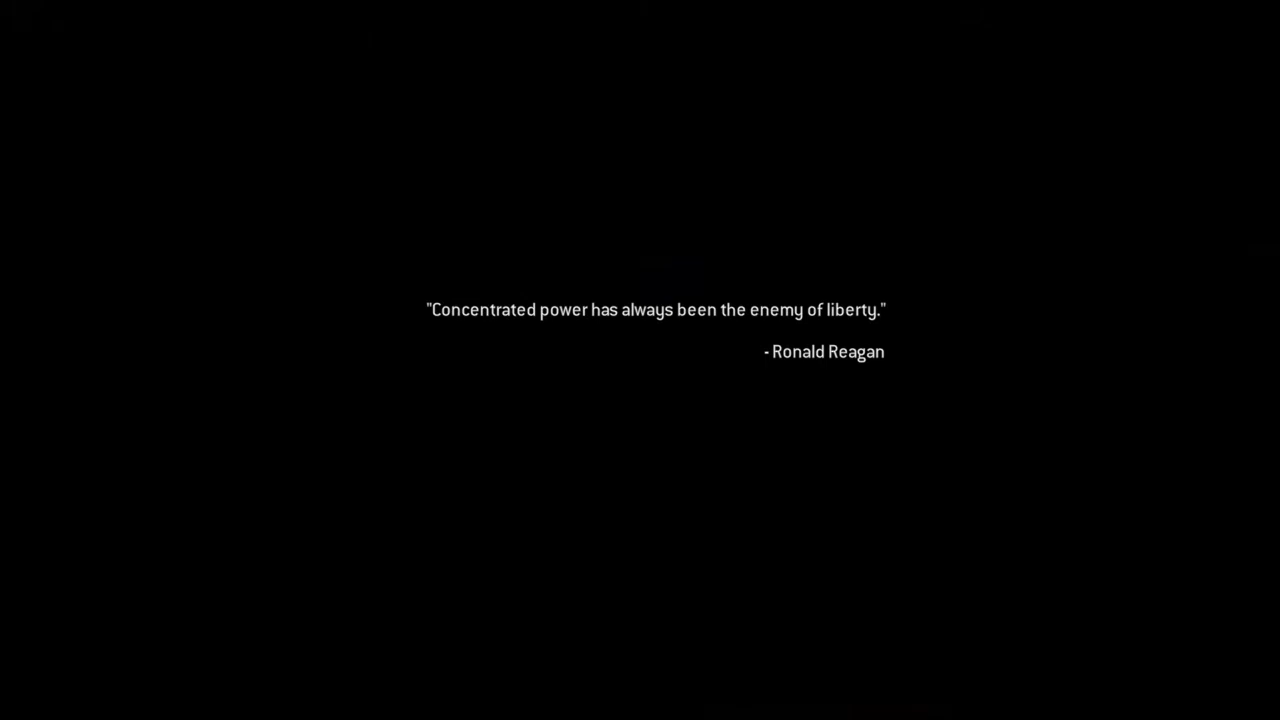 "Concentrated power has always been the enemy of liberty."
- Ronald Reagan